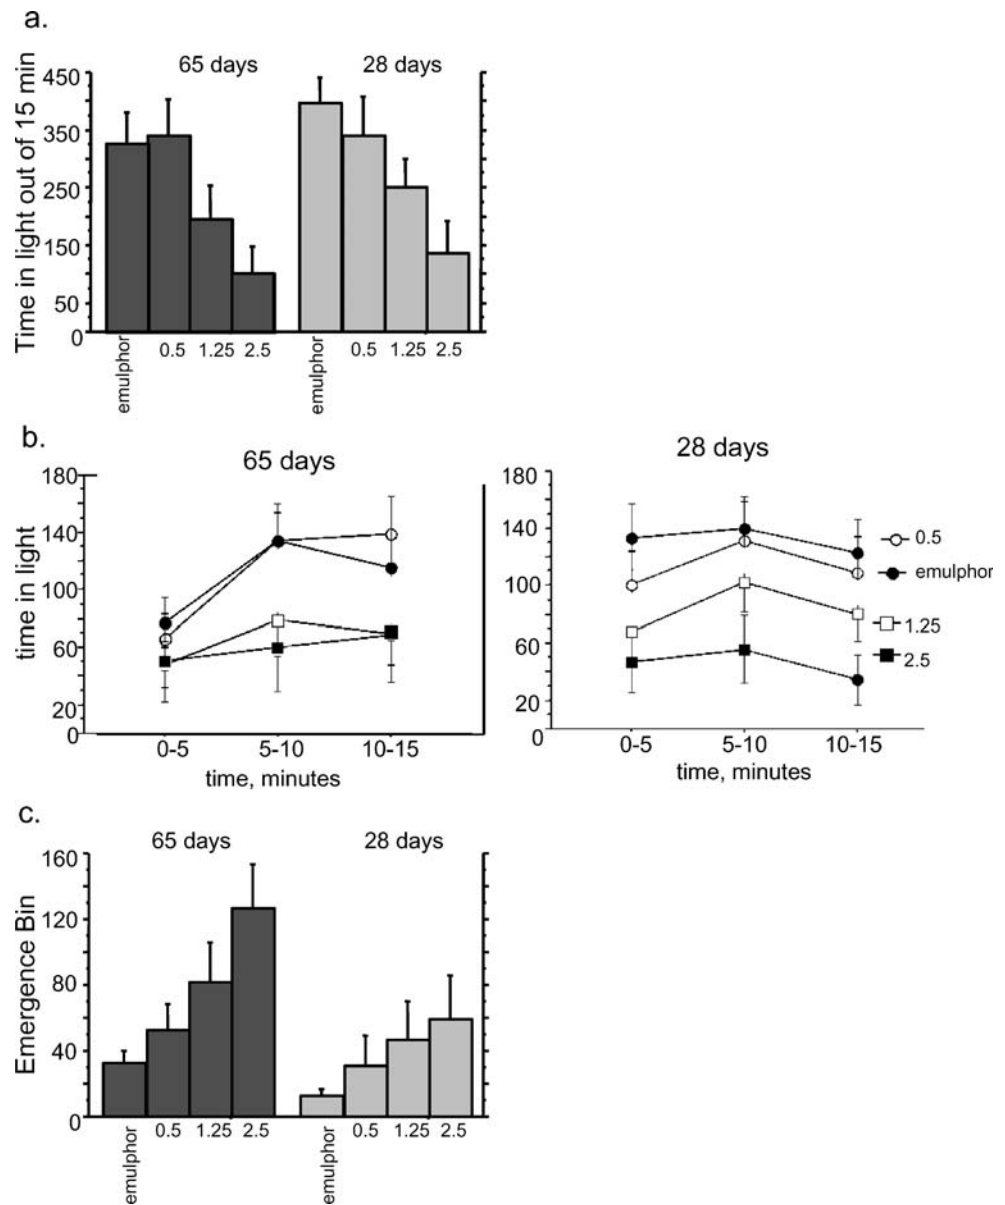 a.
65 days
28 days
Time in light out of 15 min
450
350
250
150
50
0
emulphor
0.5
1.25
2.5
emulphor
0.5
1.25
2.5
b.
65 days
time in light
180
140
100
60
20
0
0-5
5-10
10-15
time, minutes
28 days
180
140
100
60
20
0
0-5
5-10
10-15
time, minutes
0.5
emulphor
1.25
2.5
c.
65 days
28 days
Emergence Bin
160
120
80
40
0
emulphor
0.5
1.25
2.5
emulphor
0.5
1.25
2.5